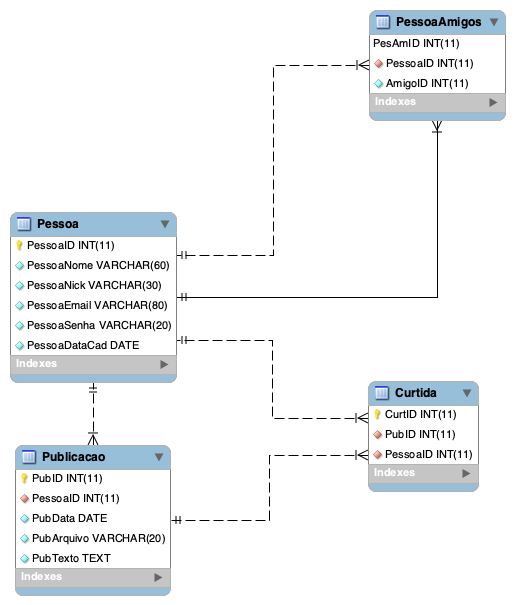 PessoaAmigos
PesAmID INT(11)
PessoaID INT(11)
AmigoID INT(11)
Indexes
Pessoa
PessoaID INT(11)
PessoaNome VARCHAR(60)
PessoaNick VARCHAR(30)
PessoaEmail VARCHAR(80)
PessoaSenha VARCHAR(20)
PessoaDataCad DATE
Indexes
Curtida
CurtID INT(11)
PubID INT(11)
PessoaID INT(11)
Indexes
Publicacao
PubID INT(11)
PessoaID INT(11)
PubData DATE
PubArquivo VARCHAR(20)
PubTexto TEXT
Indexes